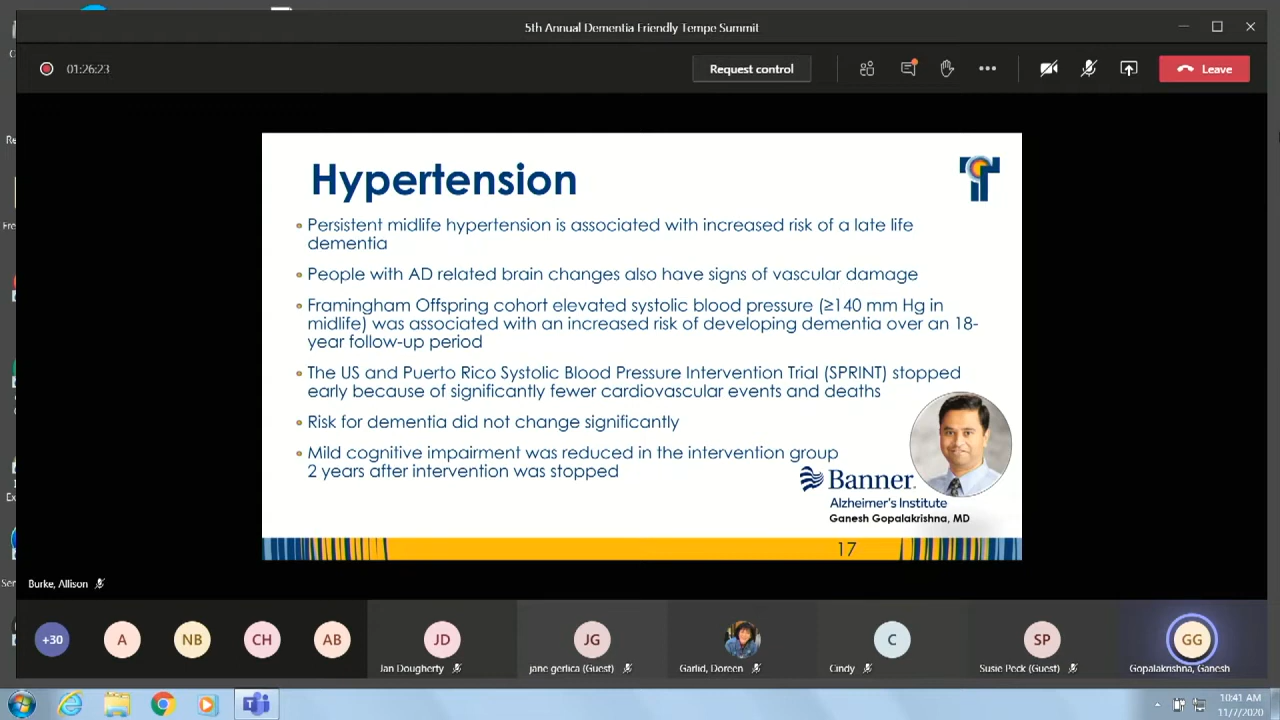 5th Annual Dementia Friendly Tempe Summit
01:26:23
Request control
Leave
Hypertension
Persistent midlife hypertension is associated with increased risk of a late life
dementia
People with AD related brain changes also have signs of vascular damage
Framingham Offspring cohort elevated systolic blood pressure (≥140 mm Hg in
midlife) was associated with an increased risk of developing dementia over an 18-
year follow-up period
The US and Puerto Rico Systolic Blood Pressure Intervention Trial (SPRINT) stopped
early because of significantly fewer cardiovascular events and deaths
Risk for dementia did not change significantly
Mild cognitive impairment was reduced in the intervention group
2 years after intervention was stopped
Banner
Alzheimer's Institute
Ganesh Gopalakrishna, MD
17
Burke, Allison
+30
A
NB
CH
AB
JD
JG
C
SP
GG
Jan Dougherty
jane gerlica (Guest)
Garlid, Doreen
Cindy
Susie Peck (Guest)
Gopalakrishna, Ganesh
10:41 AM
11/7/2020